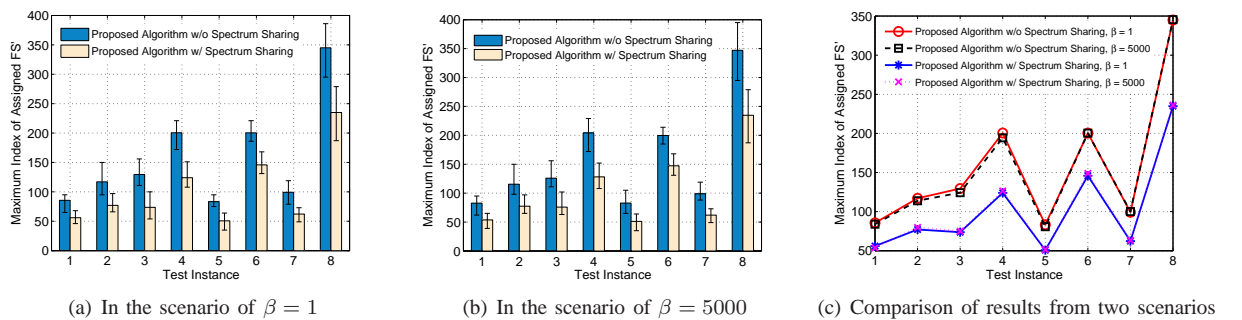 Maximum Index of Assigned FS'
400
350
300
250
200
150
100
50
0
Proposed Algorithm w/o Spectrum Sharing
Proposed Algorithm w/ Spectrum Sharing
1 2 3 4 5 6 7 8
Test Instance
(a) In the scenario of β = 1
Maximum Index of Assigned FS'
400
350
300
250
200
150
100
50
0
Proposed Algorithm w/o Spectrum Sharing
Proposed Algorithm w/ Spectrum Sharing
1 2 3 4 5 6 7 8
Test Instance
(b) In the scenario of β = 5000
Maximum Index of Assigned FS'
350
300
250
200
150
100
50
Proposed Algorithm w/o Spectrum Sharing, β = 1
Proposed Algorithm w/o Spectrum Sharing, β = 5000
Proposed Algorithm w/ Spectrum Sharing, β = 1
Proposed Algorithm w/ Spectrum Sharing, β = 5000
1 2 3 4 5 6 7 8
Test Instance
(c) Comparison of results from two scenarios